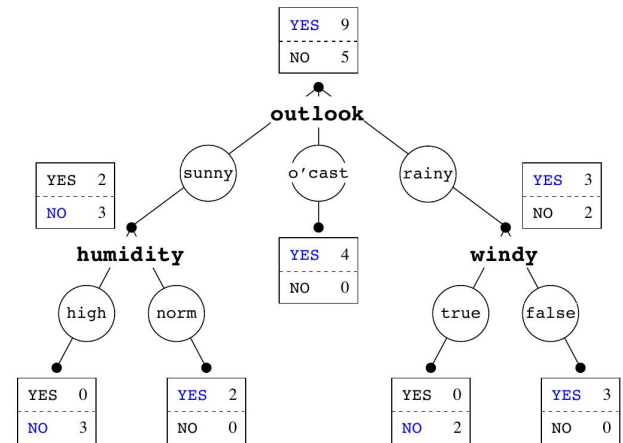 YES 9
NO 5
outlook
sunny
o'cast
rainy
YES 2
NO 3
YES 3
NO 2
humidity
YES 4
NO 0
windy
high
norm
true
false
YES 0
NO 3
YES 2
NO 0
YES 0
NO 2
YES 3
NO 0